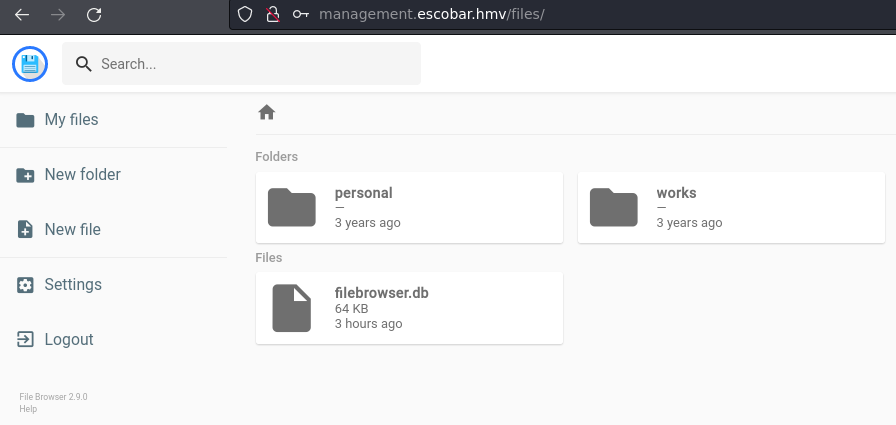 management.escobar.hmv/files/
Search...
My files
New folder
New file
Settings
Logout
File Browser 2.9.0
Help
Folders
personal
—
3 years ago
works
—
3 years ago
Files
filebrowser.db
64 KB
3 hours ago